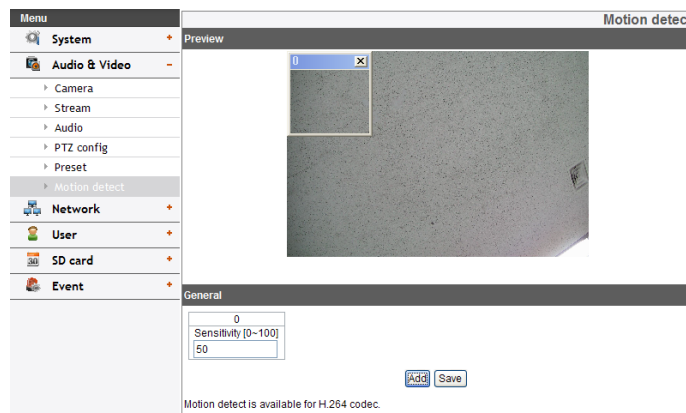 Menu
Motion detec
System +
Preview
Audio & Video -
0
Camera
Stream
Audio
PTZ config
Preset
Motion detect
Network +
User +
30 SD card +
Event +
General
0
Sensitivity [0~100]
50
Add Save
Motion detect is available for H.264 codec.